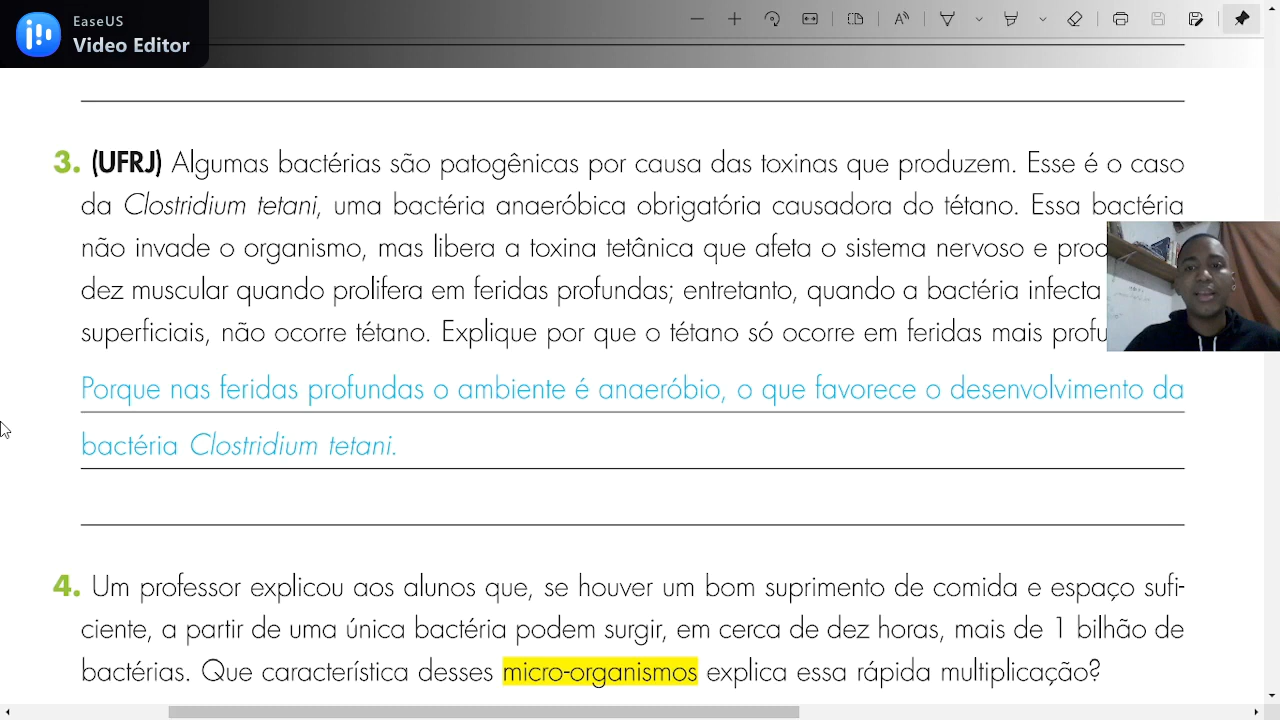 EaseUS
Video Editor
3. (UFRJ) Algumas bactérias são patogênicas por causa das toxinas que produzem. Esse é o caso
da Clostridium tetani, uma bactéria anaeróbica obrigatória causadora do tétano. Essa bactéria
não invade o organismo, mas libera a toxina tetânica que afeta o sistema nervoso e prod
dez muscular quando prolifera em feridas profundas; entretanto, quando a bactéria infecta
superficiais, não ocorre tétano. Explique por que o tétano só ocorre em feridas mais profu
Porque nas feridas profundas o ambiente é anaeróbio, o que favorece o desenvolvimento da
bactéria Clostridium tetani.
4. Um professor explicou aos alunos que, se houver um bom suprimento de comida e espaço sufi-
ciente, a partir de uma única bactéria podem surgir, em cerca de dez horas, mais de 1 bilhão de
bactérias. Que característica desses micro-organismos explica essa rápida multiplicação?